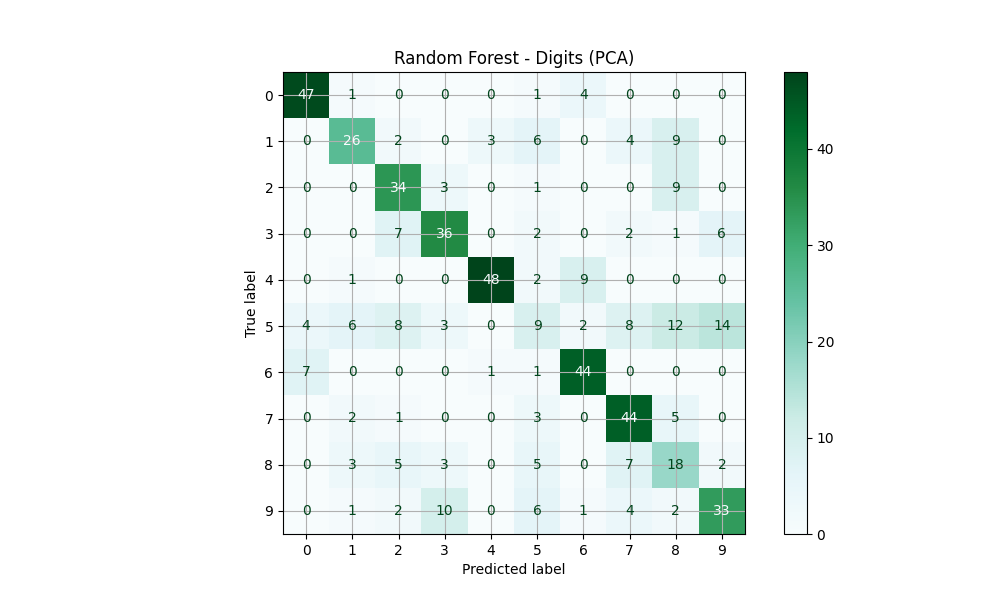 Random Forest - Digits (PCA)
True label
0 47 1 0 0 0 1 4 0 0 0
1 0 26 2 0 3 6 0 4 9 0
2 0 0 34 3 0 1 0 0 9 0
3 0 0 7 36 0 2 0 2 1 6
4 0 1 0 0 48 2 9 0 0 0
5 4 6 8 3 0 9 2 8 12 14
6 7 0 0 0 1 1 44 0 0 0
7 0 2 1 0 0 3 0 44 5 0
8 0 3 5 3 0 5 0 7 18 2
9 0 1 2 10 0 6 1 4 2 33
0 1 2 3 4 5 6 7 8 9
Predicted label
40
30
20
10
0